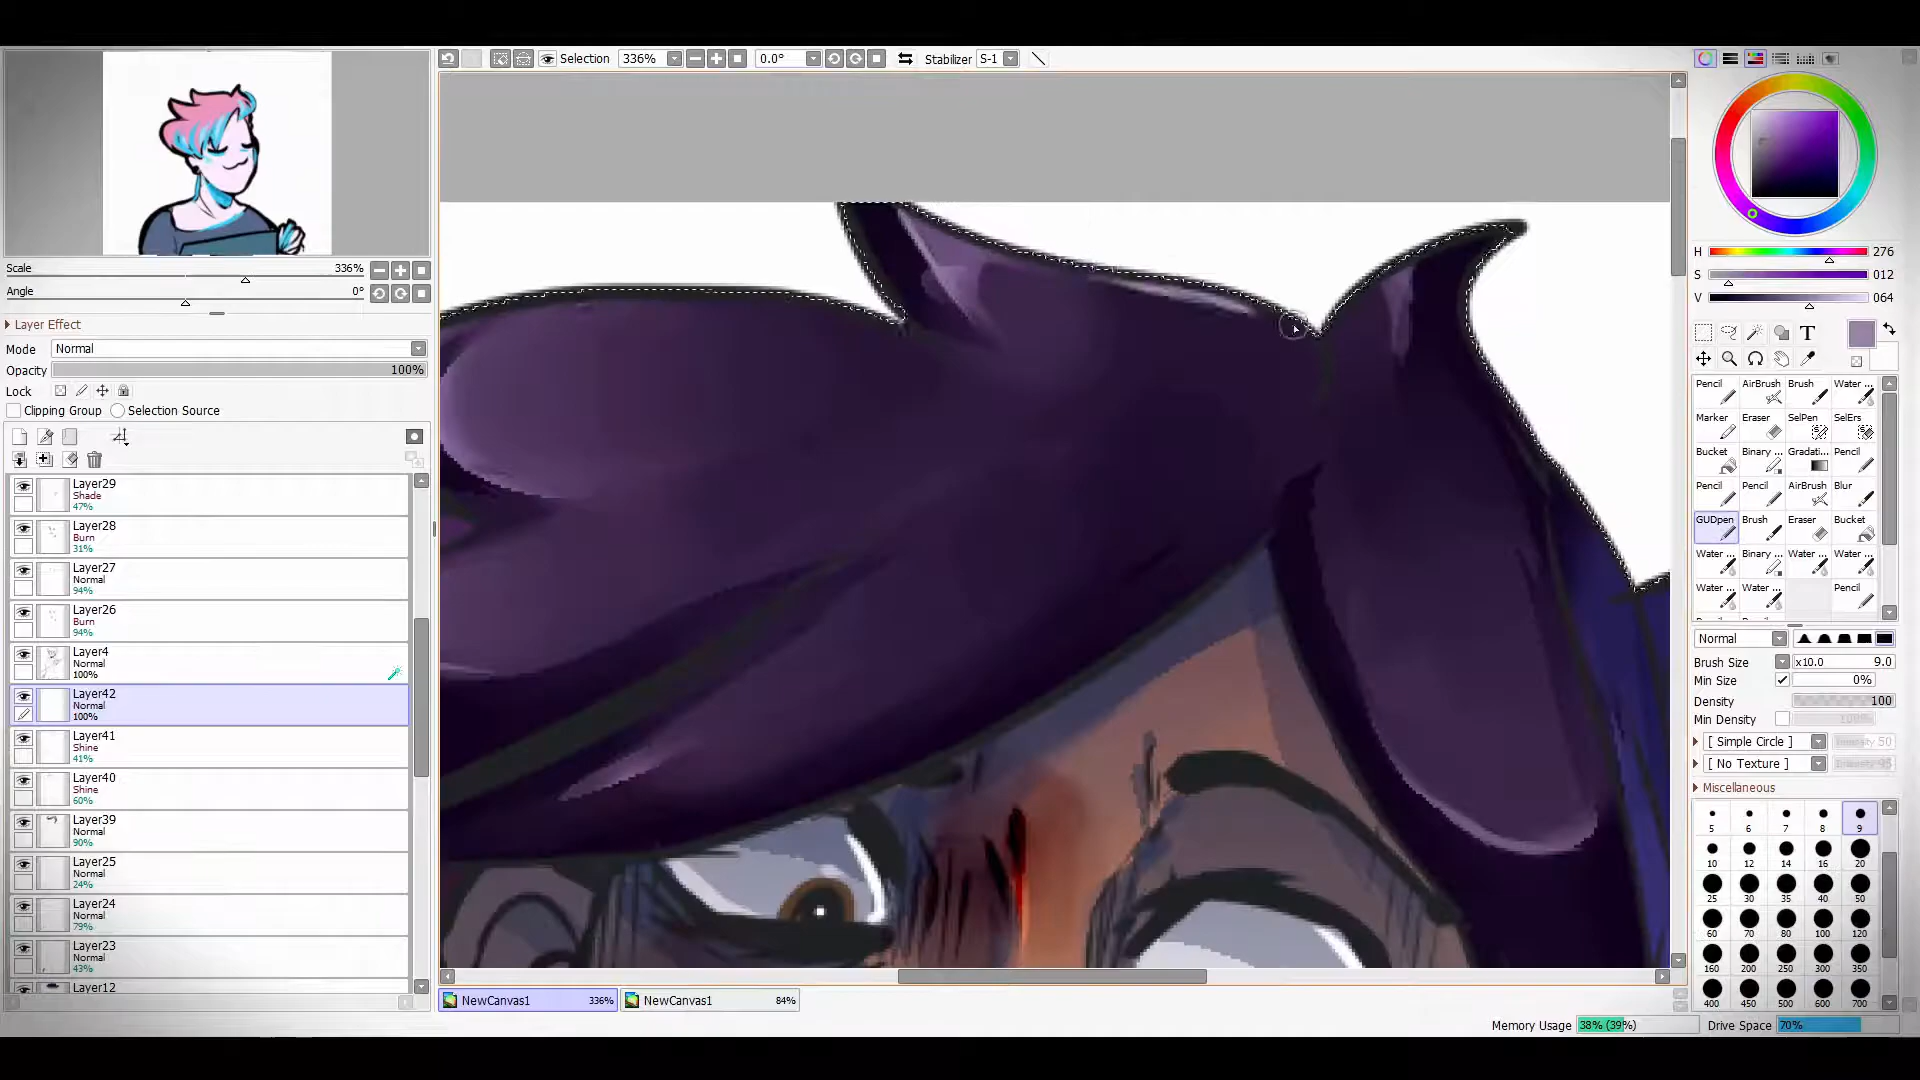 Selection 336% 0.0° Stabilizer S-1
Scale 336%
Angle 0°
Layer Effect
Mode Normal
Opacity 100%
Lock
Clipping Group Selection Source
Layer29
Shade
47%
Layer28
Burn
31%
Layer27
Normal
94%
Layer26
Burn
94%
Layer4
Normal
100%
Layer42
Normal
100%
Layer41
Shine
41%
Layer40
Shine
60%
Layer39
Normal
90%
Layer25
Normal
24%
Layer24
Normal
79%
Layer23
Normal
43%
Layer12
NewCanvas1 336% NewCanvas1 84%
H 276
S 012
V 064
T
Pencil AirBrush Brush Water ...
Marker Eraser SelPen SelErs
Bucket Binary ... Gradati... Pencil
Pencil Pencil AirBrush Blur
GUDpen Brush Eraser Bucket
Water ... Binary ... Water ... Water ...
Water ... Water ... Pencil
Normal
Brush Size x10.0 9.0
Min Size 0%
Density 100
Min Density 100%
[ Simple Circle ] Intensity 50
[ No Texture ]
Miscellaneous
5 6 7 8 9
10 12 14 16 20
25 30 35 40 50
60 70 80 100 120
160 200 250 300 350
400 450 500 600 700
Memory Usage 38% (39%) Drive Space 70%